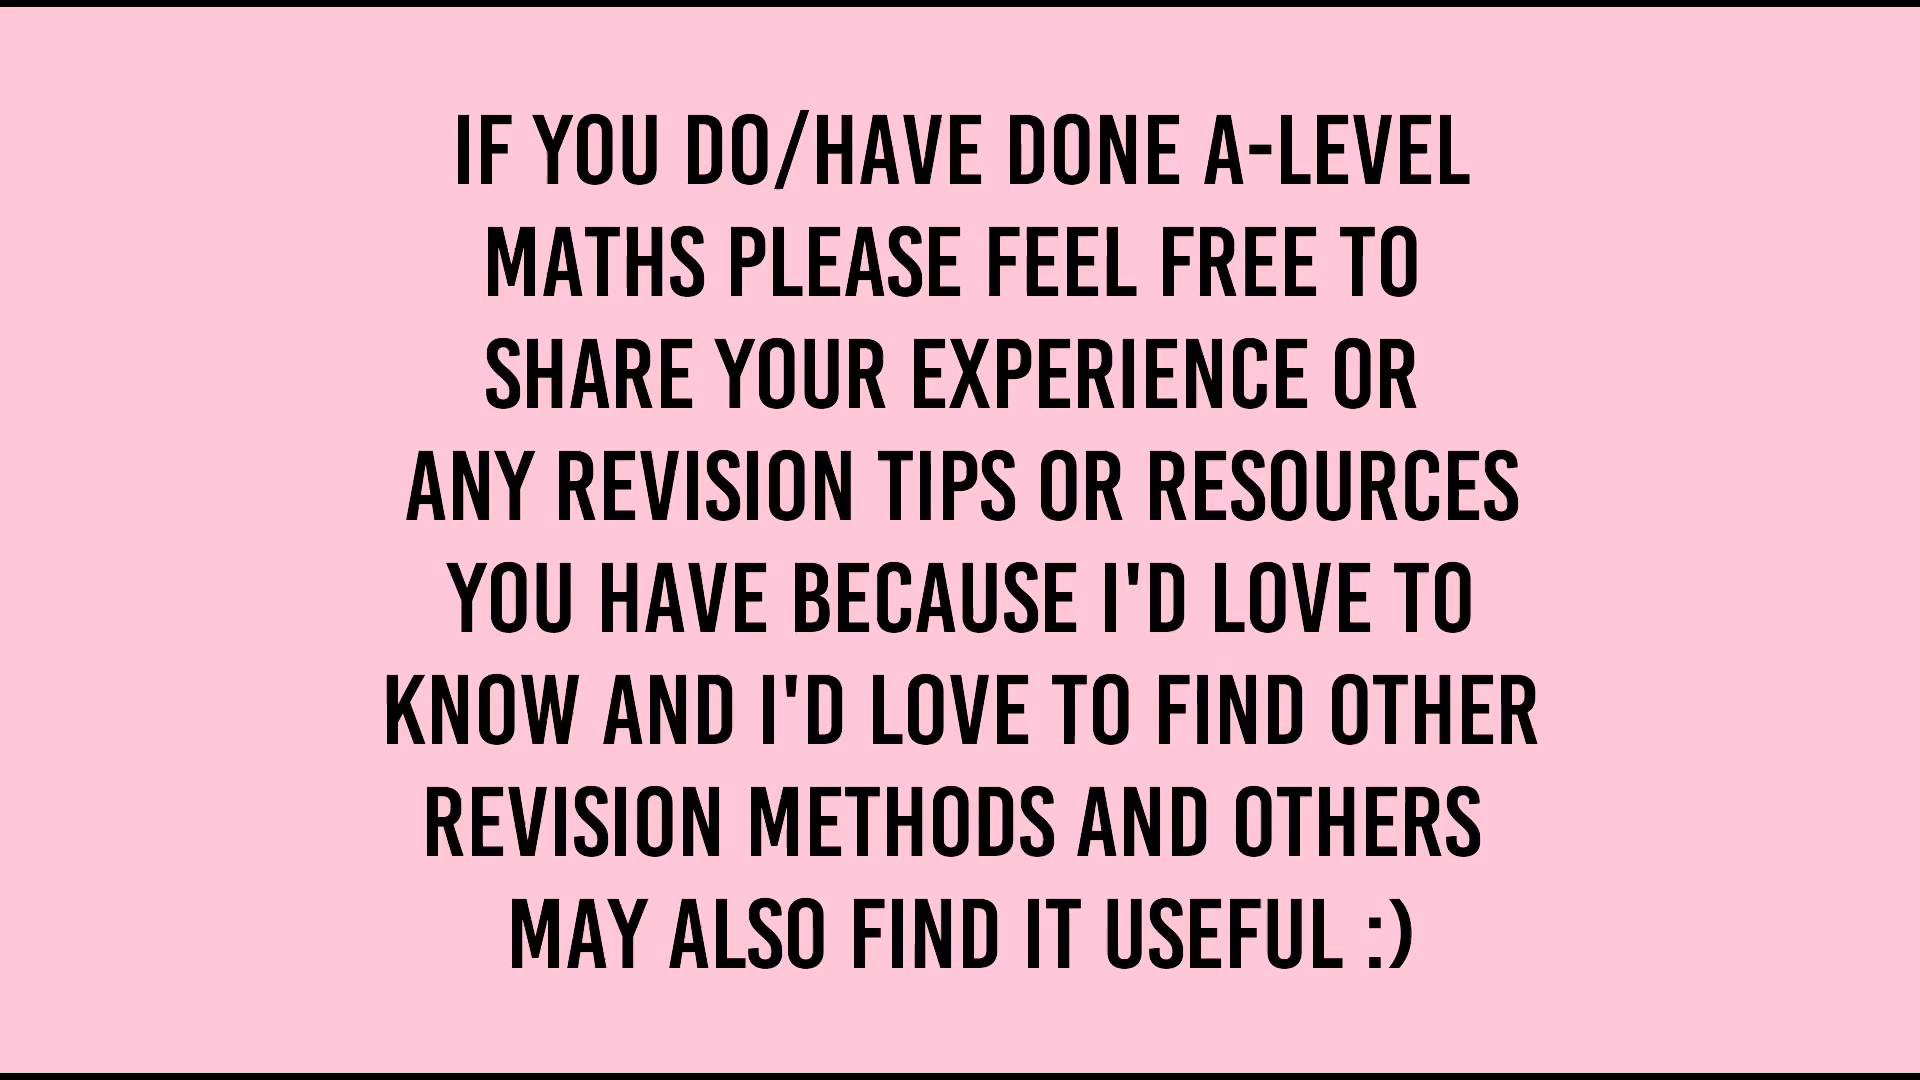 IF YOU DO/HAVE DONE A-LEVEL
MATHS PLEASE FEEL FREE TO
SHARE YOUR EXPERIENCE OR
ANY REVISION TIPS OR RESOURCES
YOU HAVE BECAUSE I'D LOVE TO
KNOW AND I'D LOVE TO FIND OTHER
REVISION METHODS AND OTHERS
MAY ALSO FIND IT USEFUL :)